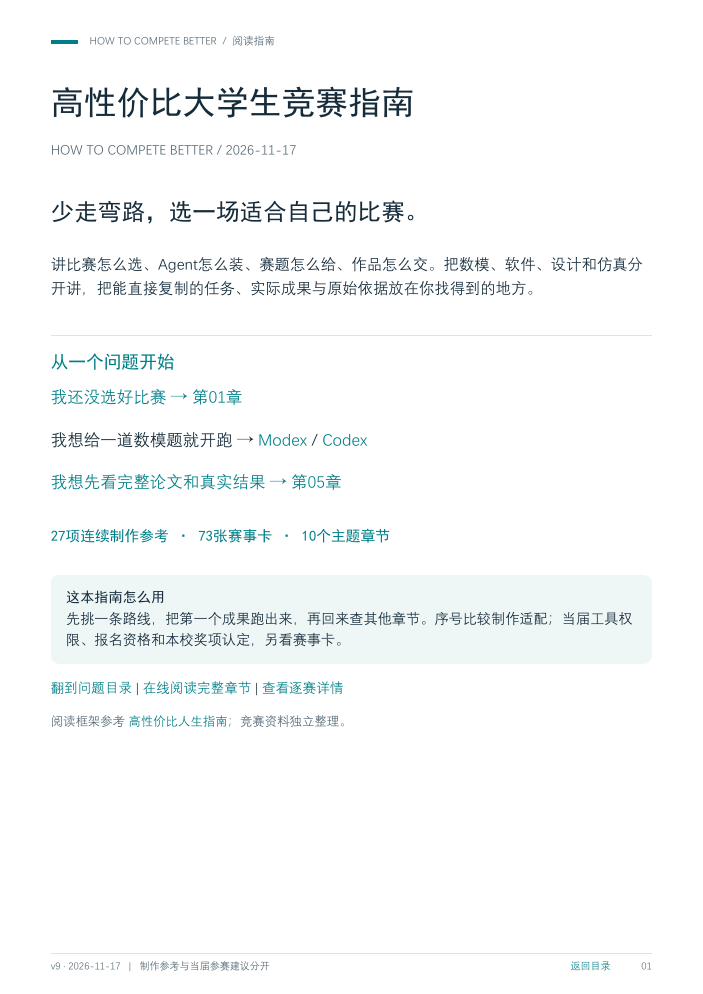 HOW TO COMPETE BETTER / 阅读指南
高性价比大学生竞赛指南
HOW TO COMPETE BETTER / 2026-11-17
少走弯路，选一场适合自己的比赛。
讲比赛怎么选、Agent怎么装、赛题怎么给、作品怎么交。把数模、软件、设计和仿真分
开讲，把能直接复制的任务、实际成果与原始依据放在你找得到的地方。
从一个问题开始
我还没选好比赛 → 第01章
我想给一道数模题就开跑 → Modex / Codex
我想先看完整论文和真实结果 → 第05章
27项连续制作参考 · 73张赛事卡 · 10个主题章节
这本指南怎么用
先挑一条路线，把第一个成果跑出来，再回来查其他章节。序号比较制作适配；当届工具权
限、报名资格和本校奖项认定，另看赛事卡。
翻到问题目录 | 在线阅读完整章节 | 查看逐赛详情
阅读框架参考 高性价比人生指南；竞赛资料独立整理。
v9 · 2026-11-17 | 制作参考与当届参赛建议分开 返回目录 01